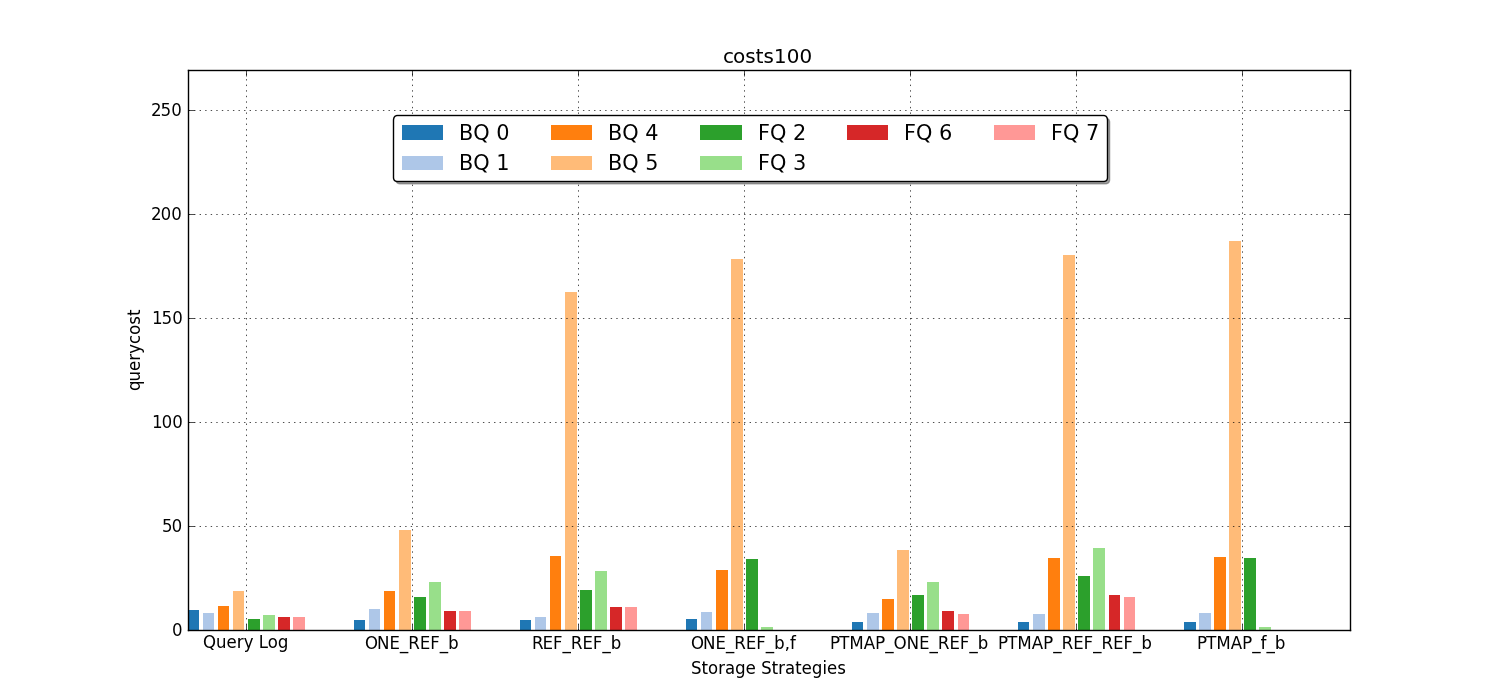 costs100
250
200
150
100
50
0
querycost
BQ 0 BQ 4 FQ 2 FQ 6 FQ 7
BQ 1 BQ 5 FQ 3
Query Log ONE_REF_b REF_REF_b ONE_REF_b,f PTMAP_ONE_REF_b PTMAP_REF_REF_b PTMAP_f_b
Storage Strategies